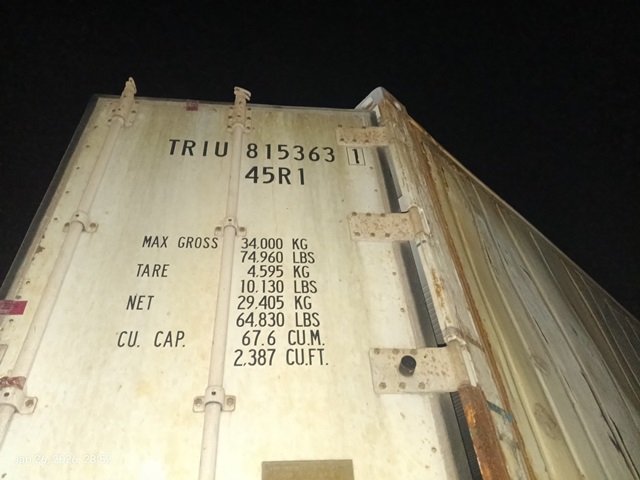 TRIU 815363 1
45R1
MAX GROSS 34.000 KG
74,960 LBS
TARE 4.595 KG
10.130 LBS
NET 29.405 KG
64,830 LBS
CU. CAP. 67.6 CU.M.
2,387 CU.FT.